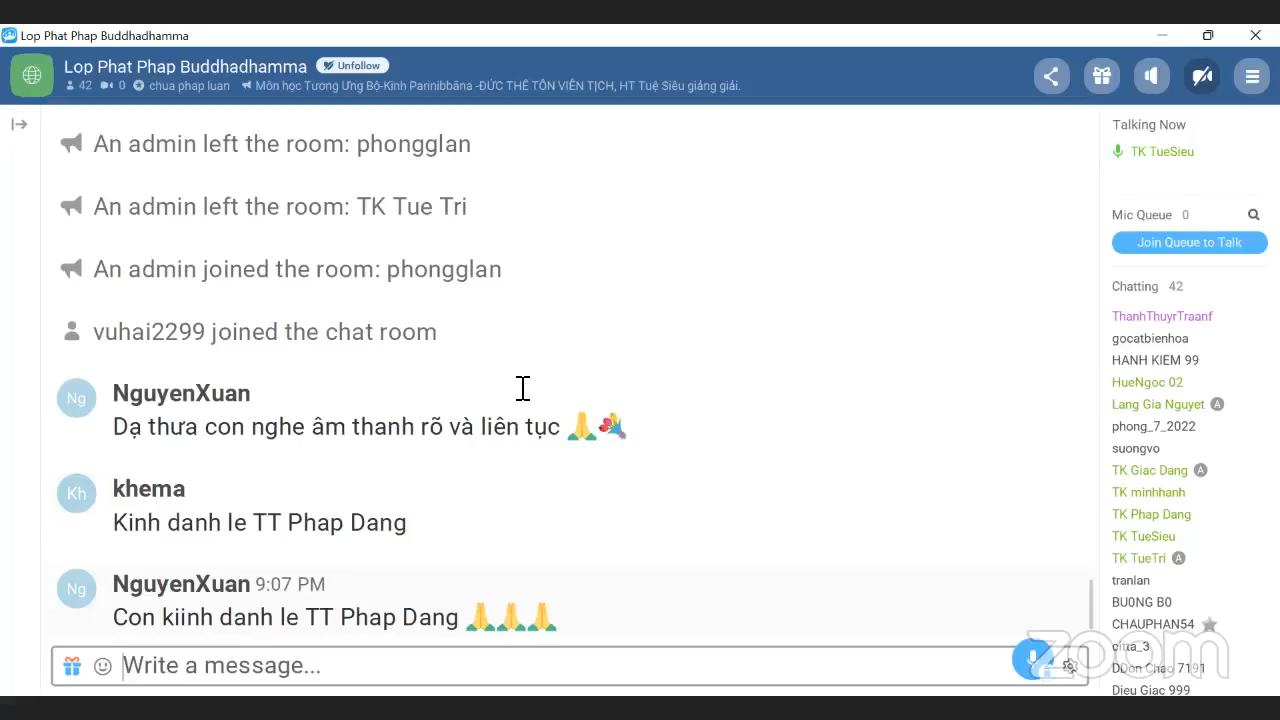 Lop Phat Phap Buddhadhamma
Lop Phat Phap Buddhadhamma Unfollow
42 0 chua phap luan Môn học Tương Ưng Bộ-Kinh Parinibbāna -ĐỨC THẾ TÔN VIÊN TỊCH, HT Tuệ Siêu giảng giải.
An admin left the room: phongglan
An admin left the room: TK Tue Tri
An admin joined the room: phongglan
vuhai2299 joined the chat room
Ng NguyenXuan
Dạ thưa con nghe âm thanh rõ và liên tục
Kh khema
Kinh danh le TT Phap Dang
Ng NguyenXuan 9:07 PM
Con kiinh danh le TT Phap Dang
Write a message...
Talking Now
TK TueSieu
Mic Queue 0
Join Queue to Talk
Chatting 42
ThanhThuyrTraanf
gocatbienhoa
HANH KIEM 99
HueNgoc 02
Lang Gia Nguyet A
phong_7_2022
suongvo
TK Giac Dang A
TK minhhanh
TK Phap Dang
TK TueSieu
TK TueTri A
tranlan
BU0NG B0
CHAUPHAN54
citta_3
DDon Chao 7191
Dieu Giac 999
zoom